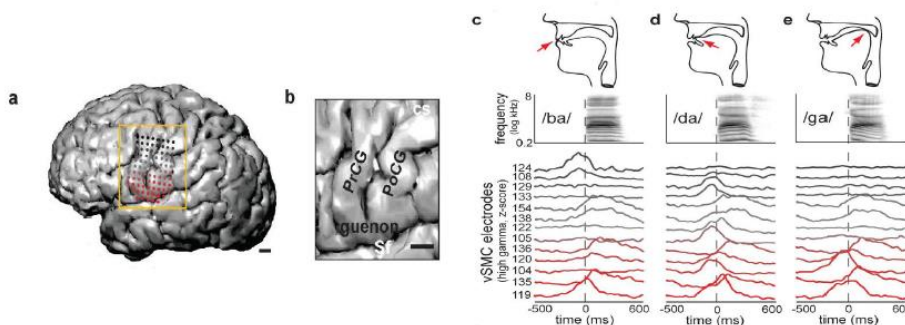 a
b
cs
PrCG
PoCG
guenon
Sf
c
d
e
frequency
(log kHz)
8
0.2
/ba/
/da/
/ga/
vSMC electrodes
(high gamma, z-score)
124
108
129
133
154
138
122
105
136
120
104
135
119
-500 0 600
-500 0 600
-500 0 600
time (ms)
time (ms)
time (ms)